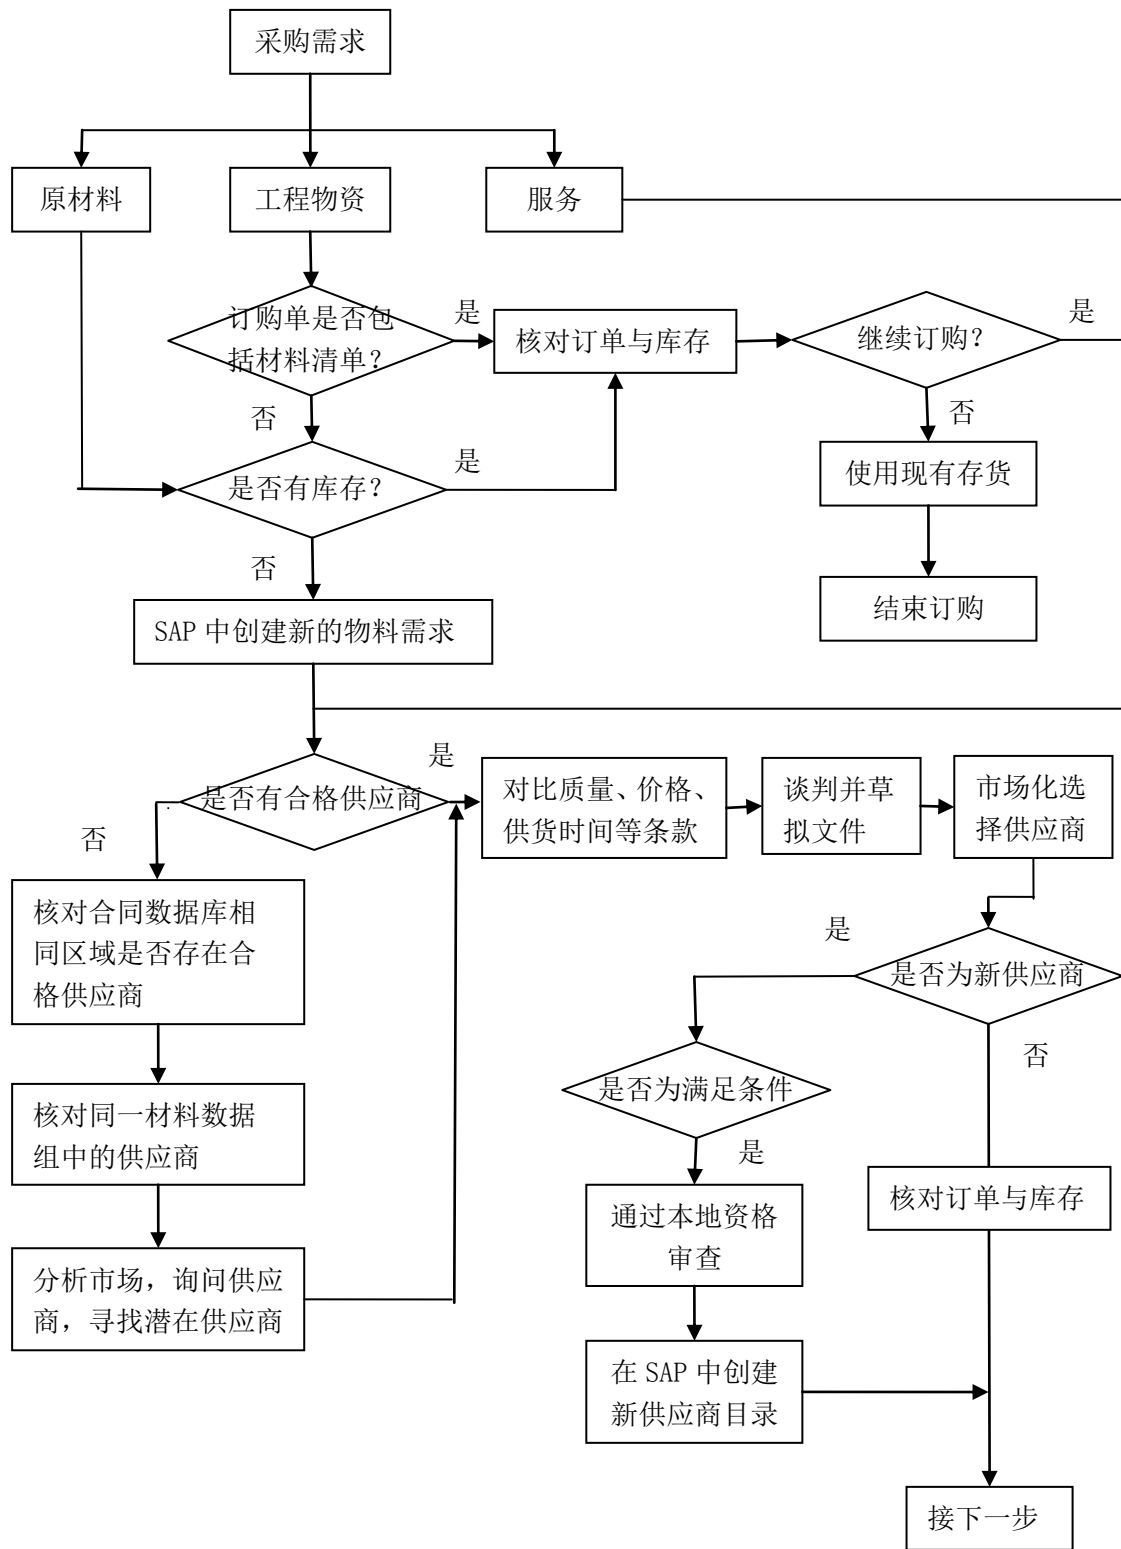 采购需求
原材料
工程物资
服务
订购单是否包
括材料清单？
是
核对订单与库存
继续订购？
是
否
否
是否有库存？
是
使用现有存货
否
结束订购
SAP 中创建新的物料需求
是否有合格供应商
是
对比质量、价格、
供货时间等条款
谈判并草
拟文件
市场化选
择供应商
否
核对合同数据库相
同区域是否存在合
格供应商
是
是否为新供应商
否
是否为满足条件
是
核对同一材料数据
组中的供应商
核对订单与库存
通过本地资格
审查
分析市场，询问供应
商，寻找潜在供应商
在 SAP 中创建
新供应商目录
接下一步